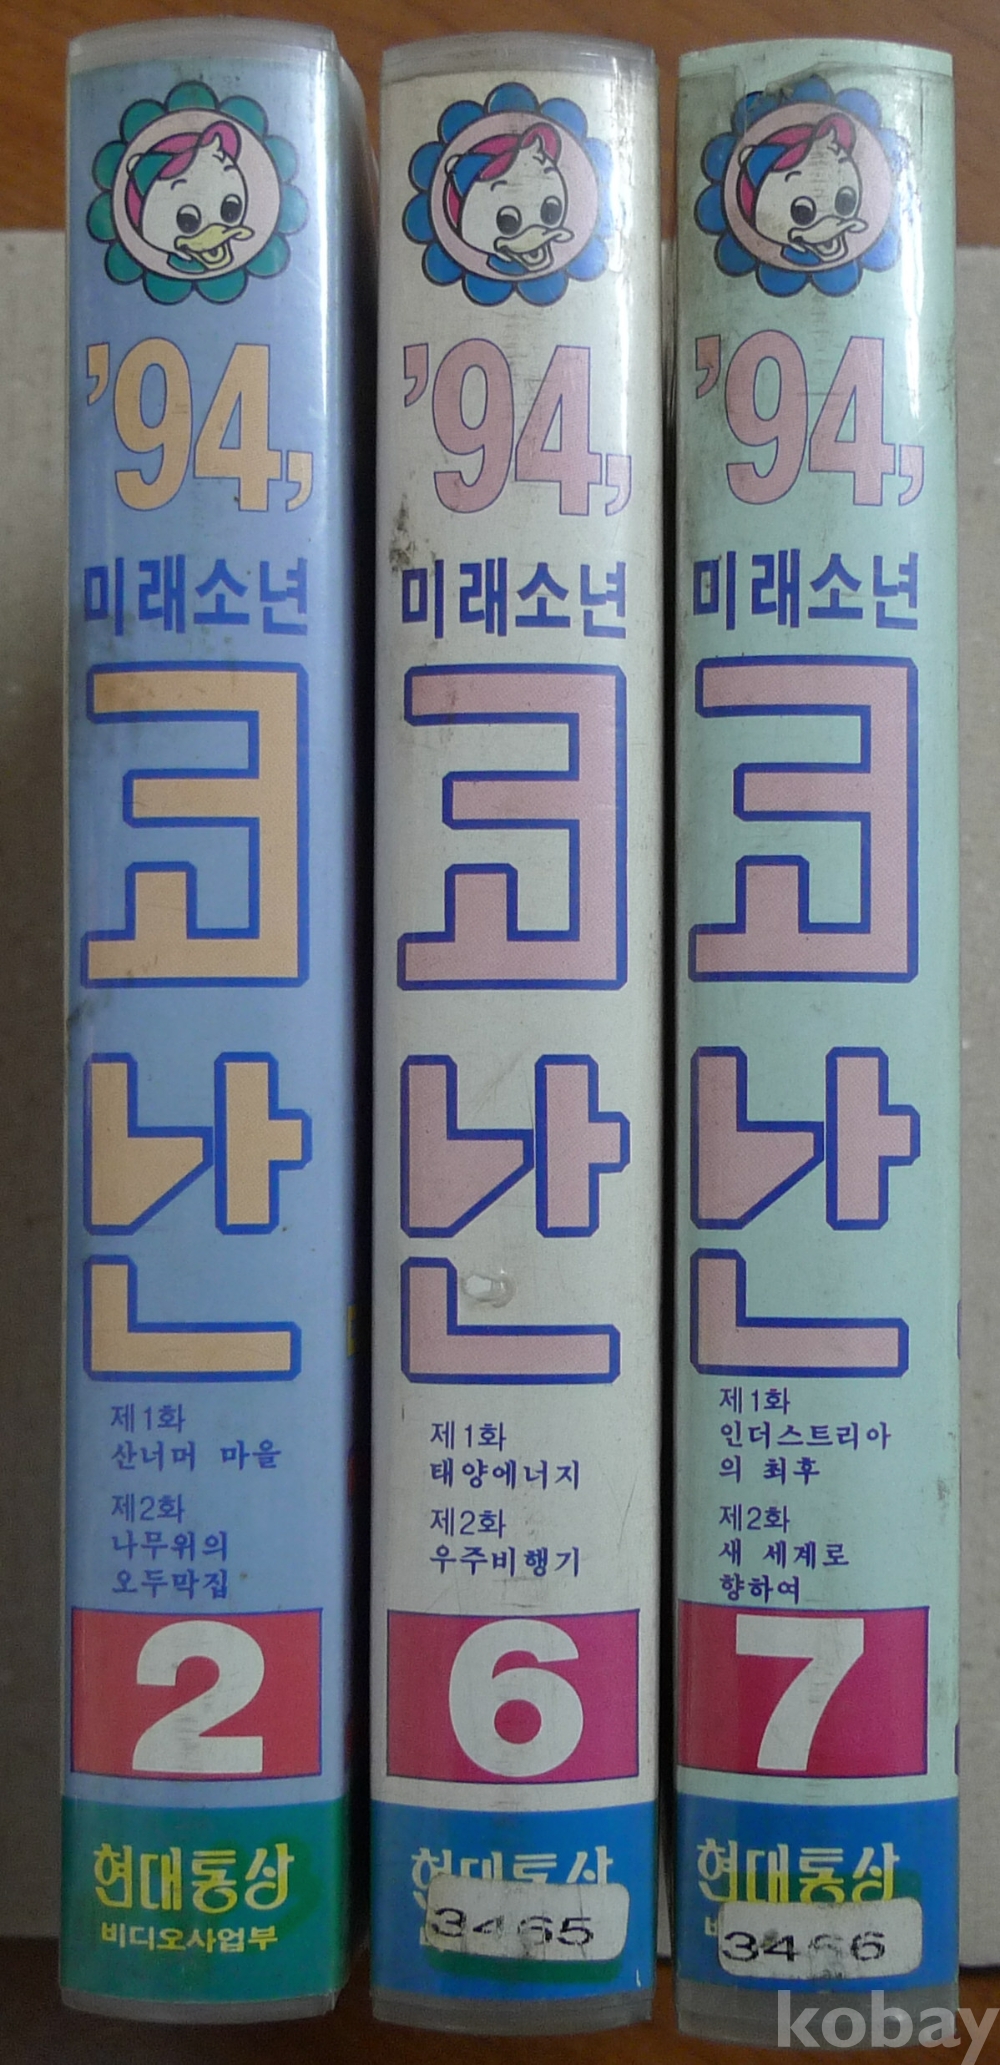 '94,
미래소년
코난
제1화
산너머 마을
제2화
나무위의
오두막집
2
현대통상
비디오사업부
'94,
미래소년
코난
제1화
태양에너지
제2화
우주비행기
6
현대통상
3465
'94,
미래소년
코난
제1화
인더스트리아
의 최후
제2화
새 세계로
향하여
7
현대통상
3466
kobay